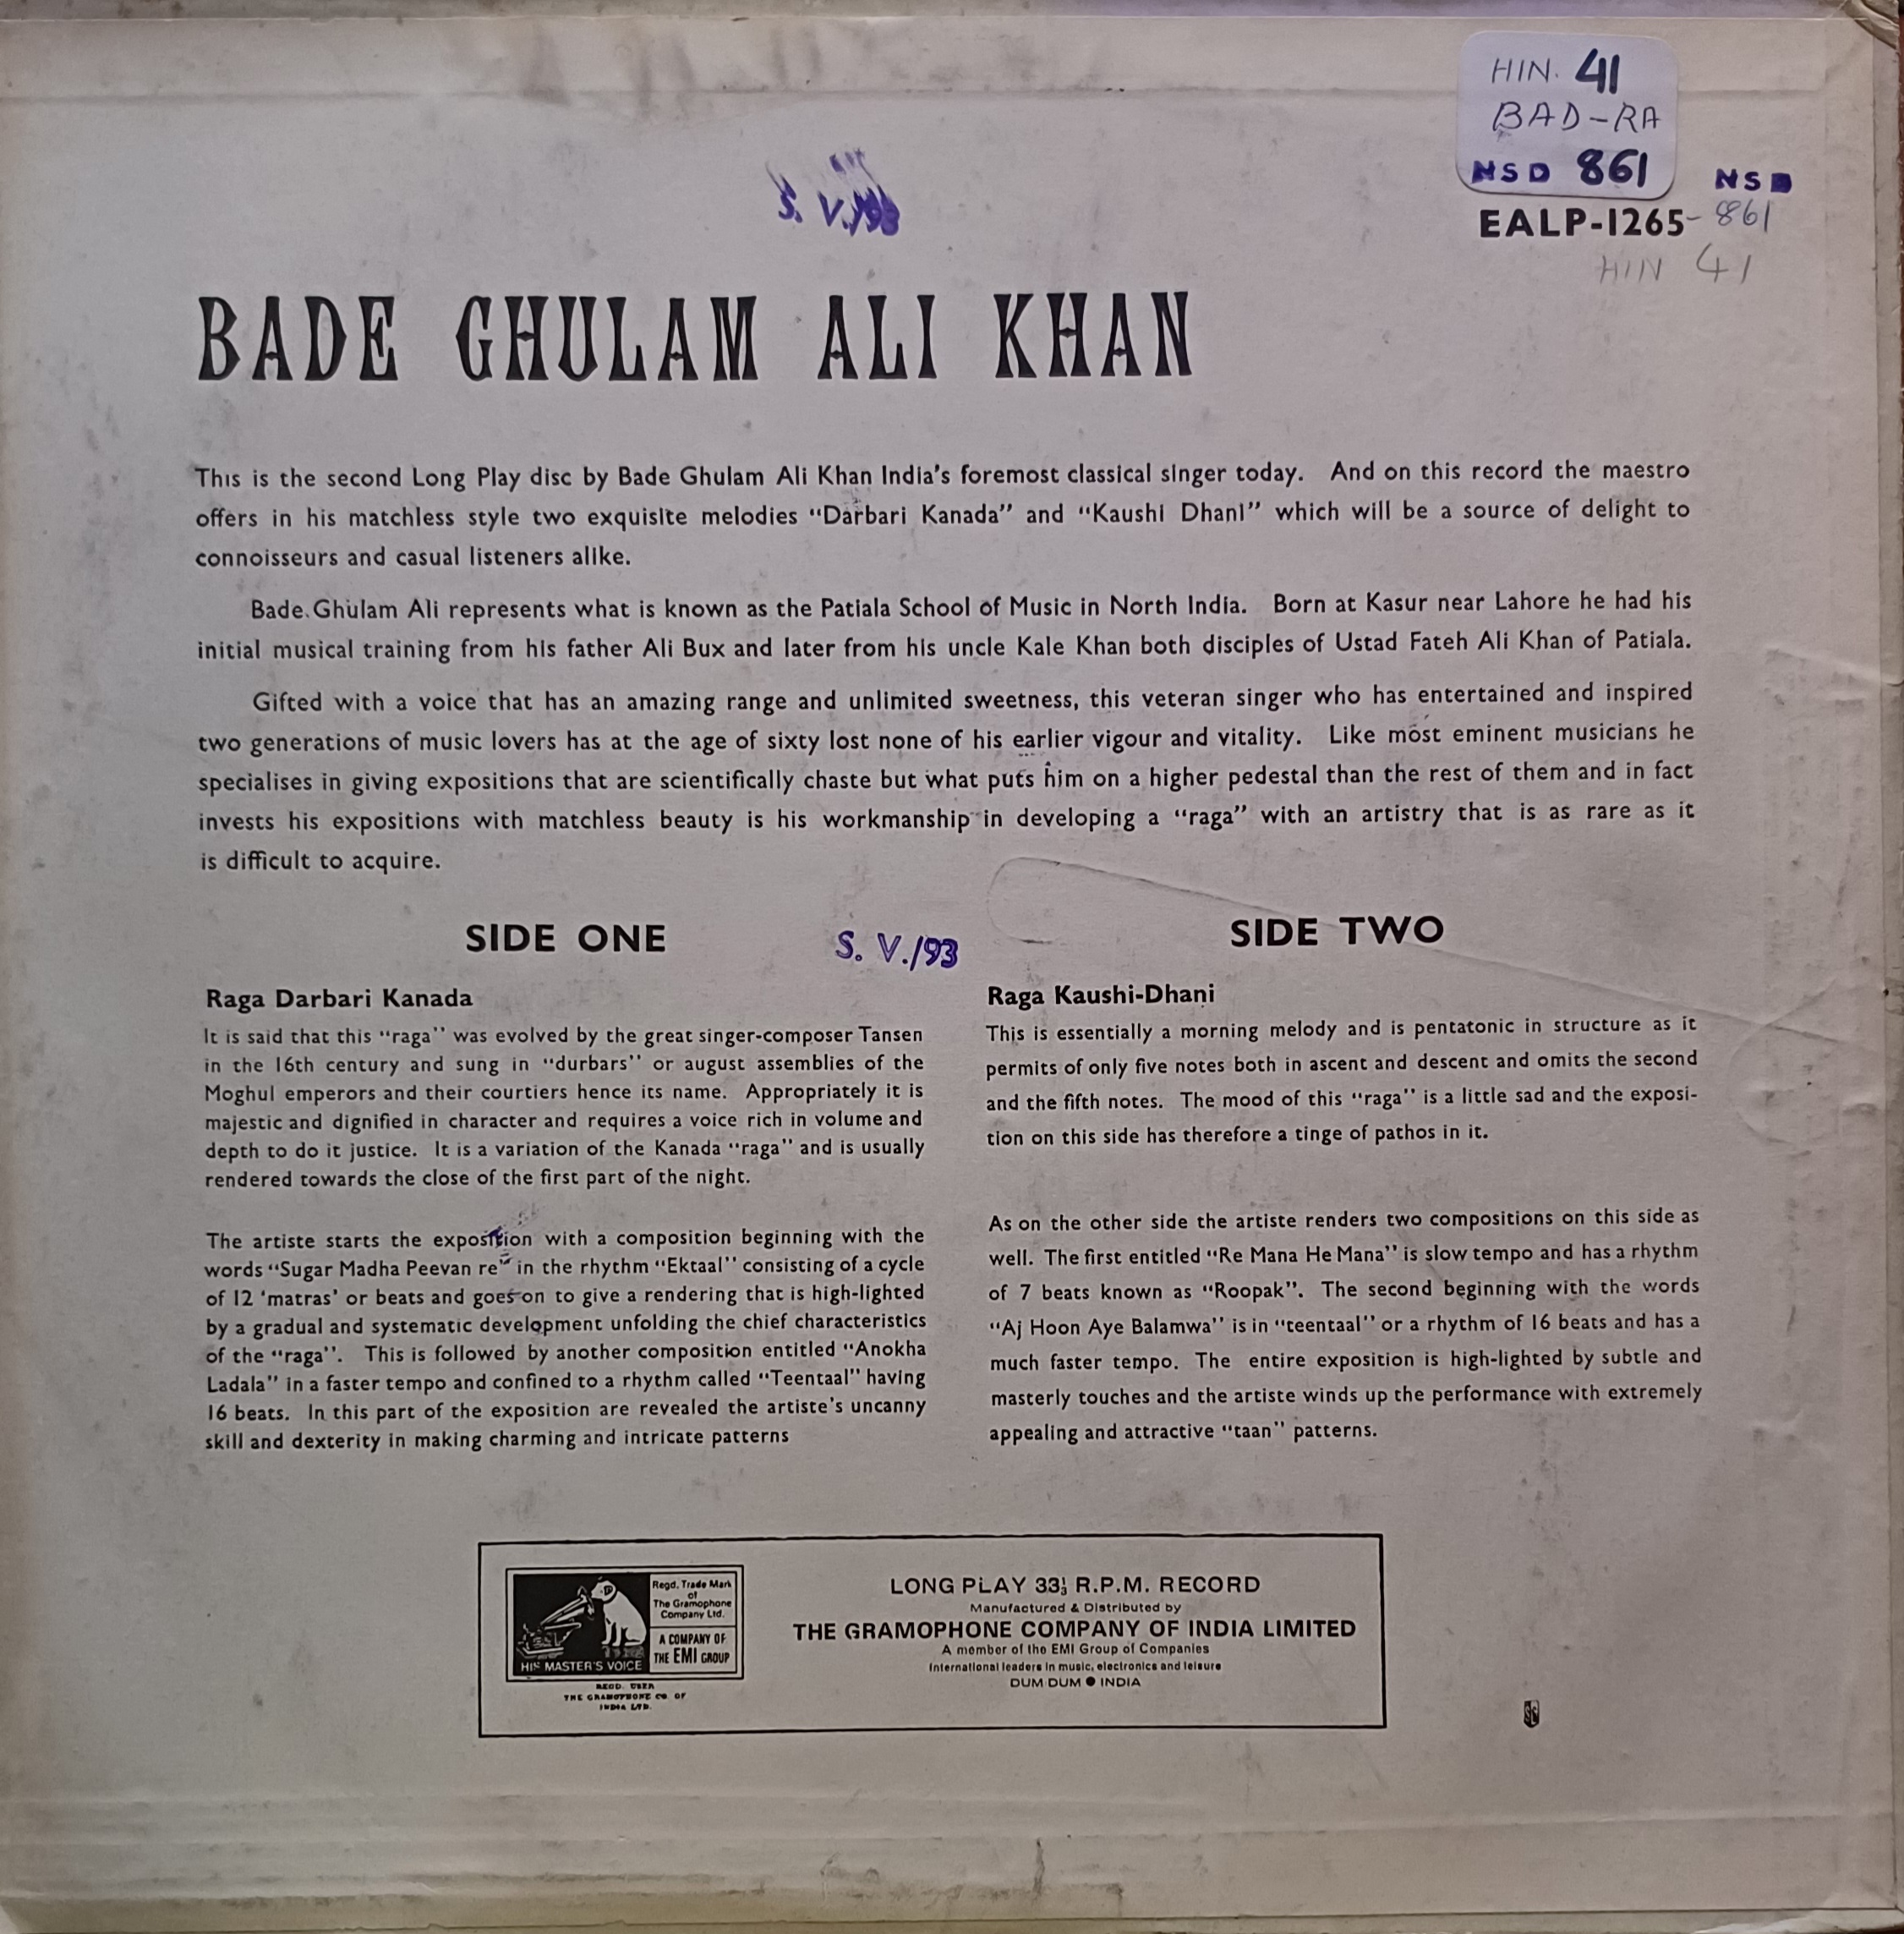 HIN. 41
BAD-RA
NSD 861
NSD
EALP-1265- 861
HIN 41
S. V./93
BADE GHULAM ALI KHAN
This is the second Long Play disc by Bade Ghulam Ali Khan India's foremost classical singer today. And on this record the maestro
offers in his matchless style two exquisite melodies “Darbari Kanada” and “Kaushi Dhani” which will be a source of delight to
connoisseurs and casual listeners alike.
Bade Ghulam Ali represents what is known as the Patiala School of Music in North India. Born at Kasur near Lahore he had his
initial musical training from his father Ali Bux and later from his uncle Kale Khan both disciples of Ustad Fateh Ali Khan of Patiala.
Gifted with a voice that has an amazing range and unlimited sweetness, this veteran singer who has entertained and inspired
two generations of music lovers has at the age of sixty lost none of his earlier vigour and vitality. Like most eminent musicians he
specialises in giving expositions that are scientifically chaste but what puts him on a higher pedestal than the rest of them and in fact
invests his expositions with matchless beauty is his workmanship in developing a “raga” with an artistry that is as rare as it
is difficult to acquire.
SIDE ONE
S. V./93
Raga Darbari Kanada
It is said that this “raga” was evolved by the great singer-composer Tansen
in the 16th century and sung in “durbars” or august assemblies of the
Moghul emperors and their courtiers hence its name. Appropriately it is
majestic and dignified in character and requires a voice rich in volume and
depth to do it justice. It is a variation of the Kanada “raga” and is usually
rendered towards the close of the first part of the night.
The artiste starts the exposition with a composition beginning with the
words “Sugar Madha Peevan re” in the rhythm “Ektaal” consisting of a cycle
of 12 ‘matras’ or beats and goes on to give a rendering that is high-lighted
by a gradual and systematic development unfolding the chief characteristics
of the “raga”. This is followed by another composition entitled “Anokha
Ladala” in a faster tempo and confined to a rhythm called “Teentaal” having
16 beats. In this part of the exposition are revealed the artiste's uncanny
skill and dexterity in making charming and intricate patterns
SIDE TWO
Raga Kaushi-Dhani
This is essentially a morning melody and is pentatonic in structure as it
permits of only five notes both in ascent and descent and omits the second
and the fifth notes. The mood of this “raga” is a little sad and the exposi-
tion on this side has therefore a tinge of pathos in it.
As on the other side the artiste renders two compositions on this side as
well. The first entitled “Re Mana He Mana” is slow tempo and has a rhythm
of 7 beats known as “Roopak”. The second beginning with the words
“Aj Hoon Aye Balamwa” is in “teentaal” or a rhythm of 16 beats and has a
much faster tempo. The entire exposition is high-lighted by subtle and
masterly touches and the artiste winds up the performance with extremely
appealing and attractive “taan” patterns.
Regd. Trade Mark
of
The Gramophone
Company Ltd.
A COMPANY OF
THE EMI GROUP
HIS MASTER'S VOICE
REGD. USER
THE GRAMOPHONE CO. OF
INDIA LTD.
LONG PLAY 33⅓ R.P.M. RECORD
Manufactured & Distributed by
THE GRAMOPHONE COMPANY OF INDIA LIMITED
A member of the EMI Group of Companies
International leaders in music, electronics and leisure
DUM DUM ● INDIA